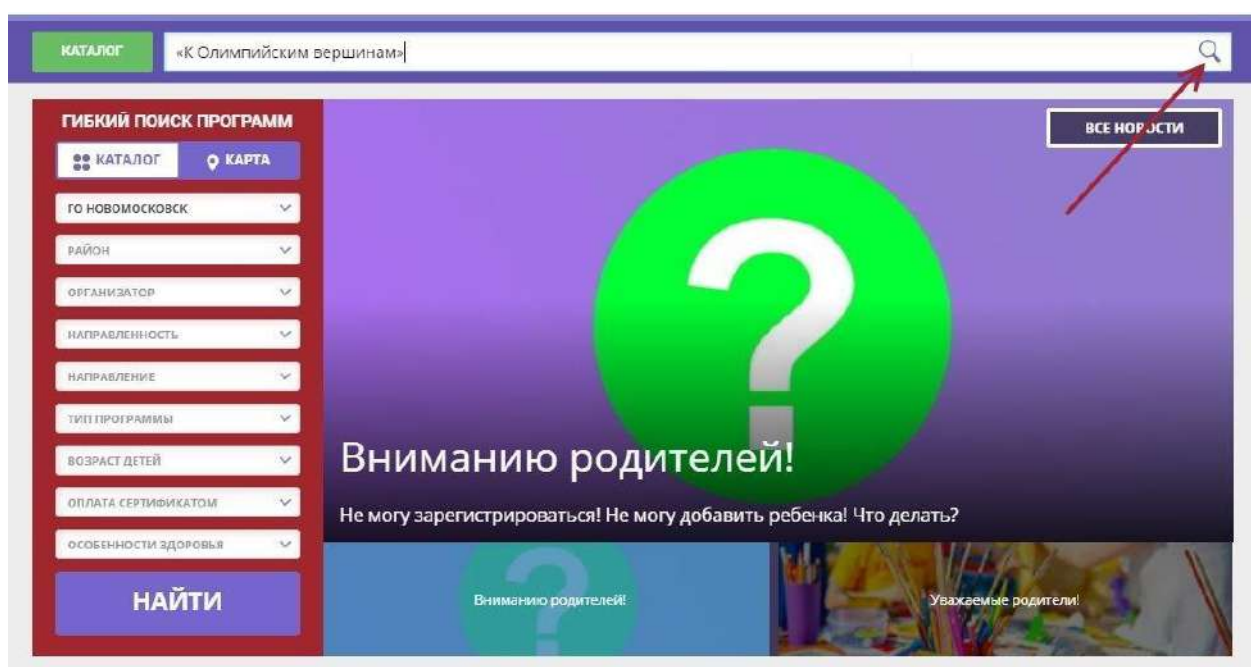 КАТАЛОГ
«К Олимпийским вершинам»
ГИБКИЙ ПОИСК ПРОГРАММ
КАТАЛОГ
КАРТА
ГО НОВОМОСКОВСК
РАЙОН
ОРГАНИЗАТОР
НАПРАВЛЕННОСТЬ
НАПРАВЛЕНИЕ
ТИП ПРОГРАММЫ
ВОЗРАСТ ДЕТЕЙ
ОПЛАТА СЕРТИФИКАТОМ
ОСОБЕННОСТИ ЗДОРОВЬЯ
НАЙТИ
ВСЕ НОВОСТИ
?
Вниманию родителей!
Не могу зарегистрироваться! Не могу добавить ребенка! Что делать?
?
Вниманию родителей!
Уважаемые родители!